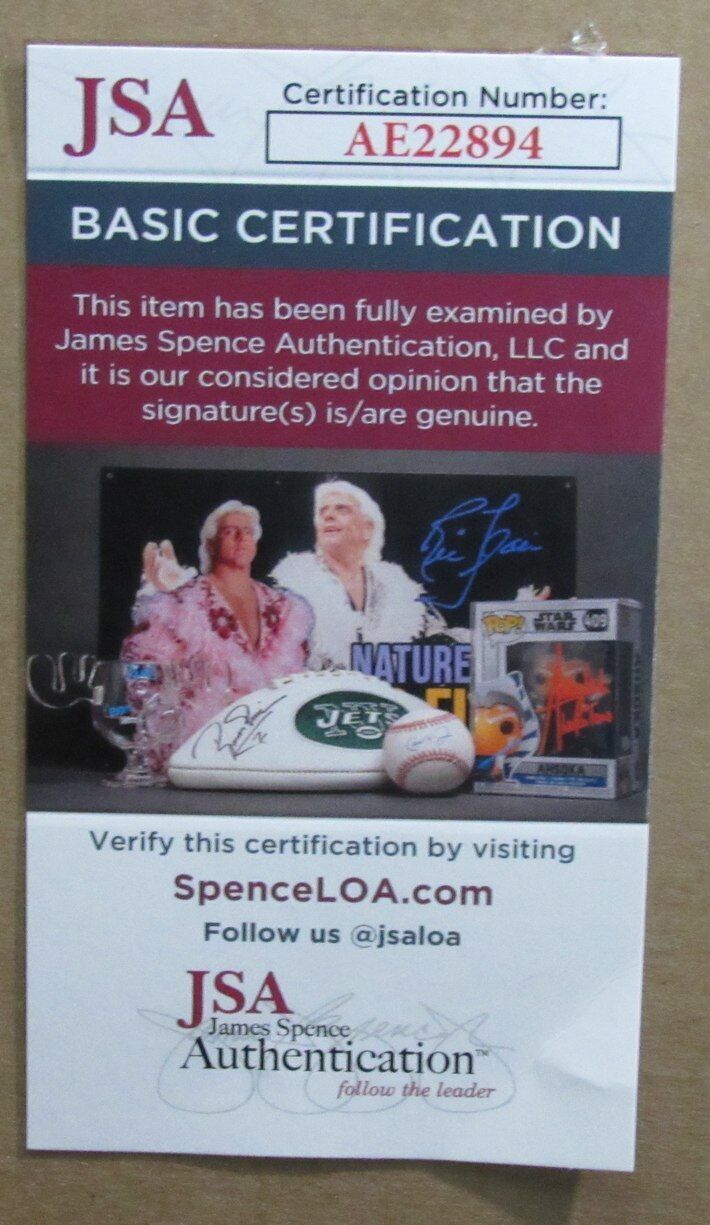 JSA
Certification Number:
AE22894
BASIC CERTIFICATION
This item has been fully examined by
James Spence Authentication, LLC and
it is our considered opinion that the
signature(s) is/are genuine.
NATURE
POP!
STAR
WARS
409
JETS
AHSOKA
Verify this certification by visiting
SpenceLOA.com
Follow us @jsaloa
JSA
James Spence
Authentication™
follow the leader